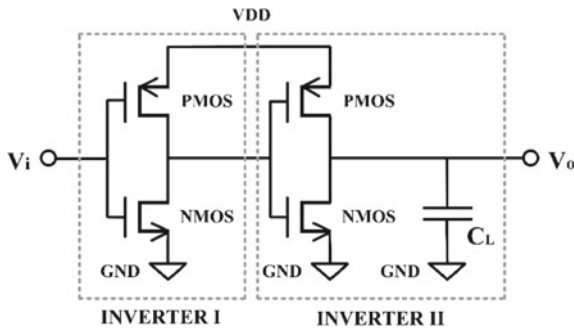 VDD
PMOS
PMOS
Vi
Vo
NMOS
NMOS
CL
GND
GND
GND
INVERTER I
INVERTER II